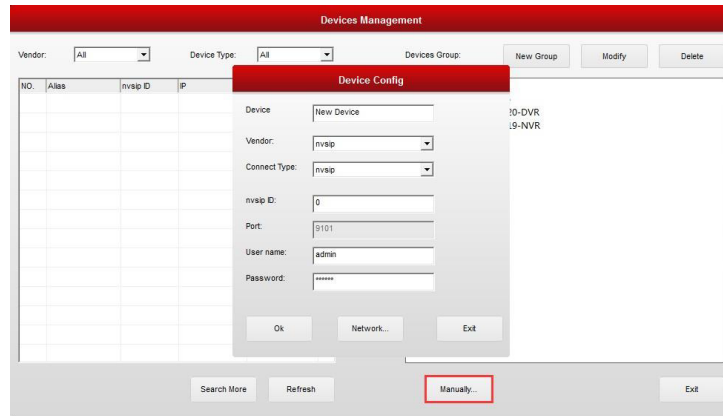 Devices Management
Vendor: All Device Type: All Devices Group: New Group Modify Delete
NO. Alias nvsip ID IP
Device Config
Device New Device
Vendor: nvsip
Connect Type: nvsip
nvsip ID: 0
Port: 9101
User name: admin
Password: ******
Ok Network... Exit
20-DVR
19-NVR
Search More Refresh Manually... Exit